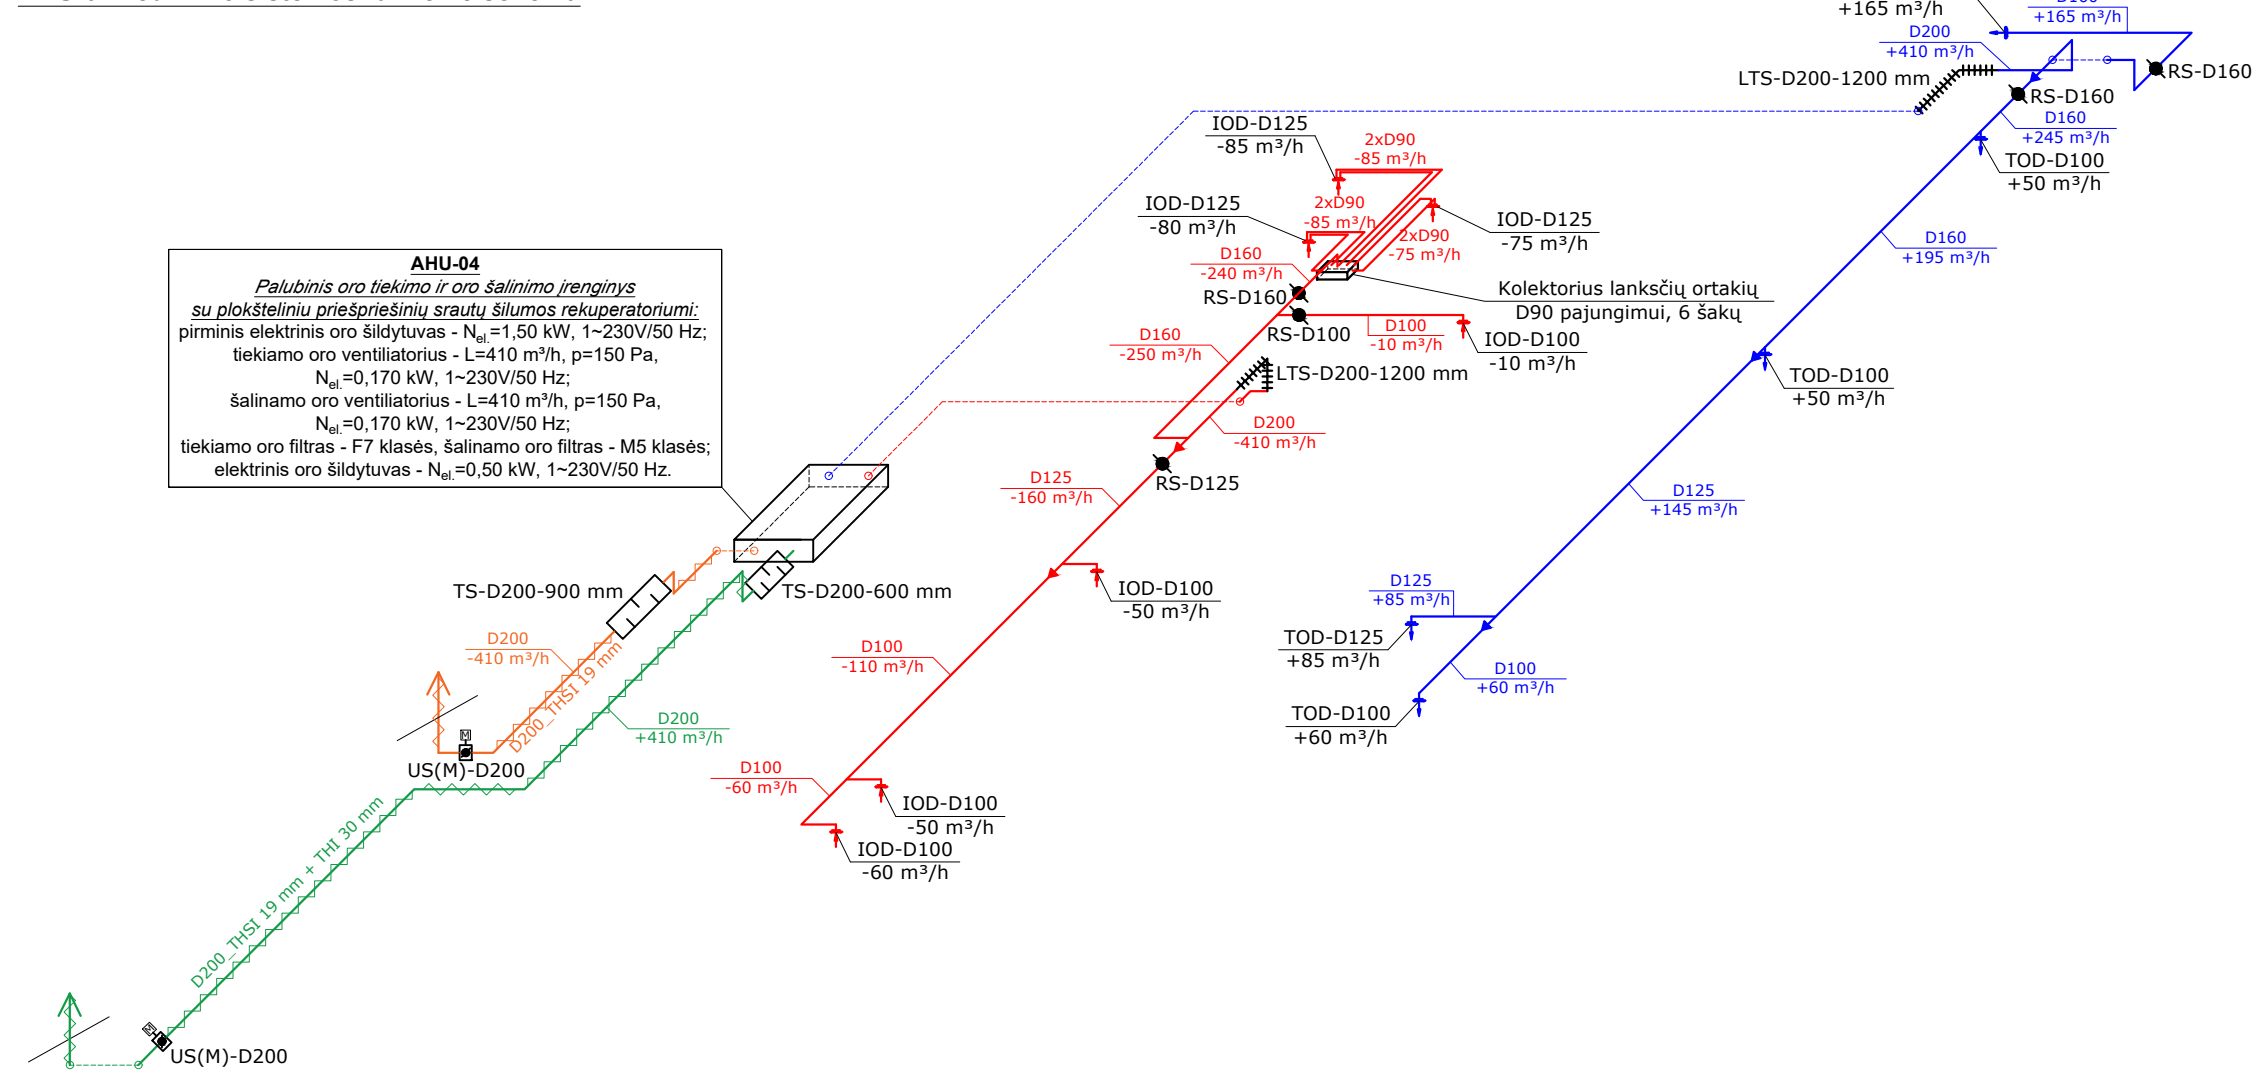 +165 m³/h
+165 m³/h
D200
+410 m³/h
LTS-D200-1200 mm
RS-D160
RS-D160
D160
+245 m³/h
TOD-D100
+50 m³/h
IOD-D125
-85 m³/h
2xD90
-85 m³/h
IOD-D125
-80 m³/h
2xD90
-85 m³/h
IOD-D125
-75 m³/h
2xD90
-75 m³/h
D160
+195 m³/h
D160
-240 m³/h
RS-D160
Kolektorius lanksčių ortakių
D90 pajungimui, 6 šakų
RS-D100
D100
-10 m³/h
IOD-D100
-10 m³/h
D160
-250 m³/h
LTS-D200-1200 mm
TOD-D100
+50 m³/h
D200
-410 m³/h
AHU-04
Palubinis oro tiekimo ir oro šalinimo įrenginys
su plokšteliniu priešpriešinių srautų šilumos rekuperatoriumi:
pirminis elektrinis oro šildytuvas - Nel.=1,50 kW, 1~230V/50 Hz;
tiekiamo oro ventiliatorius - L=410 m³/h, p=150 Pa,
Nel.=0,170 kW, 1~230V/50 Hz;
šalinamo oro ventiliatorius - L=410 m³/h, p=150 Pa,
Nel.=0,170 kW, 1~230V/50 Hz;
tiekiamo oro filtras - F7 klasės, šalinamo oro filtras - M5 klasės;
elektrinis oro šildytuvas - Nel.=0,50 kW, 1~230V/50 Hz.
D125
-160 m³/h
RS-D125
D125
+145 m³/h
TS-D200-900 mm
TS-D200-600 mm
IOD-D100
-50 m³/h
D125
+85 m³/h
TOD-D125
+85 m³/h
D100
+60 m³/h
TOD-D100
+60 m³/h
D200
-410 m³/h
D200_THSI 19 mm
D100
-110 m³/h
D200
+410 m³/h
M
US(M)-D200
D100
-60 m³/h
IOD-D100
-50 m³/h
IOD-D100
-60 m³/h
D200_THSI 19 mm + THI 30 mm
M
US(M)-D200